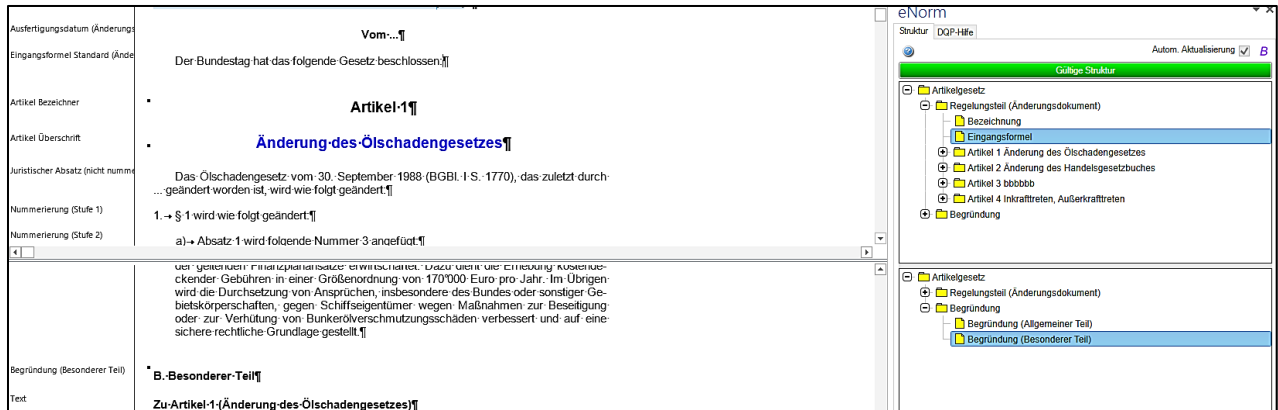 eNorm
Struktur DQP-Hilfe
Autom. Aktualisierung B
Gültige Struktur
Artikelgesetz
Regelungsteil (Änderungsdokument)
Bezeichnung
Eingangsformel
Artikel 1 Änderung des Ölschadengesetzes
Artikel 2 Änderung des Handelsgesetzbuches
Artikel 3 bbbbbb
Artikel 4 Inkrafttreten, Außerkrafttreten
Begründung
Ausfertigungsdatum (Änderungs
Vom·...¶
Eingangsformel Standard (Ände
Der·Bundestag·hat·das·folgende·Gesetz·beschlossen:¶
Artikel Bezeichner
Artikel·1¶
Artikel Überschrift
Änderung·des·Ölschadengesetzes¶
Juristischer Absatz (nicht numme
Das·Ölschadengesetz·vom·30.·September·1988·(BGBl.·I·S.·1770),·das·zuletzt·durch·
...·geändert·worden·ist,·wird·wie·folgt·geändert:¶
Nummerierung (Stufe 1)
1.→§·1·wird·wie·folgt·geändert:¶
Nummerierung (Stufe 2)
a)→Absatz·1·wird·folgende·Nummer·3·angefügt:¶
der·geltenden·Finanzplanansätze·erwirtschaftet.·Dazu·dient·die·Erhebung·kostende-
ckender·Gebühren·in·einer·Größenordnung·von·170°000·Euro·pro·Jahr.·Im·Übrigen·
wird·die·Durchsetzung·von·Ansprüchen,·insbesondere·des·Bundes·oder·sonstiger·Ge-
bietskörperschaften,·gegen·Schiffseigentümer·wegen·Maßnahmen·zur·Beseitigung·
oder·zur·Verhütung·von·Bunkerölverschmutzungsschäden·verbessert·und·auf·eine·
sichere·rechtliche·Grundlage·gestellt.¶
Begründung (Besonderer Teil)
B.·Besonderer·Teil¶
Text
Zu·Artikel·1·(Änderung·des·Ölschadengesetzes)¶
Artikelgesetz
Regelungsteil (Änderungsdokument)
Begründung
Begründung (Allgemeiner Teil)
Begründung (Besonderer Teil)